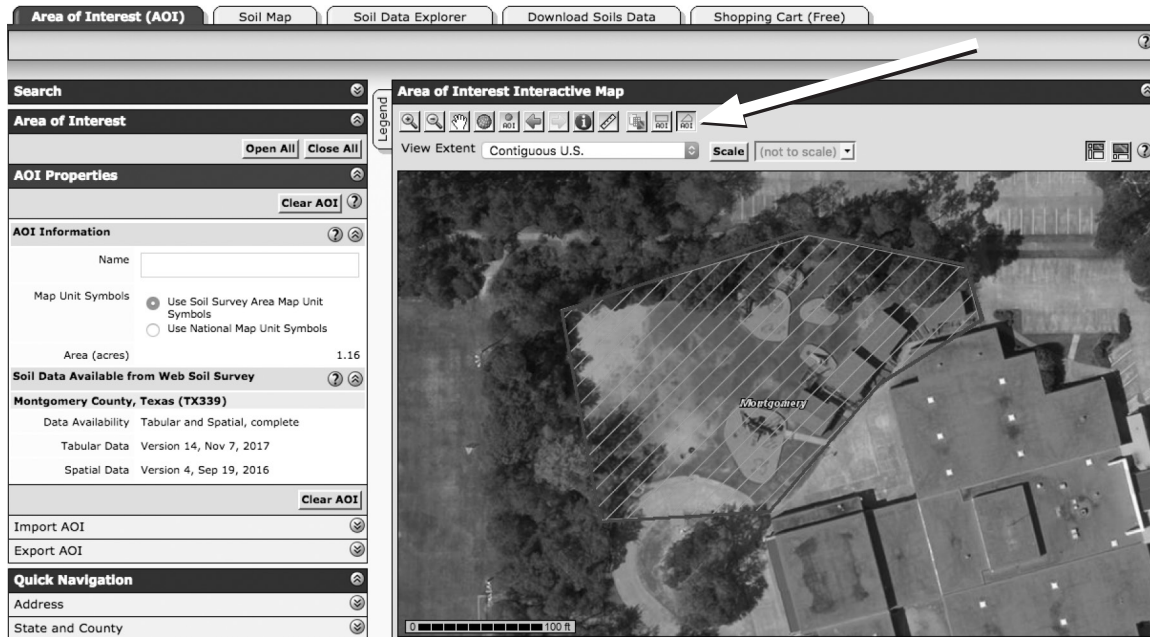 Area of Interest (AOI)
Soil Map
Soil Data Explorer
Download Soils Data
Shopping Cart (Free)
?
Search
Area of Interest
Open All Close All
AOI Properties
Clear AOI ?
AOI Information ?
Name
Map Unit Symbols
Use Soil Survey Area Map Unit
Symbols
Use National Map Unit Symbols
Area (acres) 1.16
Soil Data Available from Web Soil Survey ?
Montgomery County, Texas (TX339)
Data Availability Tabular and Spatial, complete
Tabular Data Version 14, Nov 7, 2017
Spatial Data Version 4, Sep 19, 2016
Clear AOI
Import AOI
Export AOI
Quick Navigation
Address
State and County
Legend
Area of Interest Interactive Map
AOI i AOI AOI
View Extent Contiguous U.S. Scale (not to scale) ?
Montgomery
0 100 ft